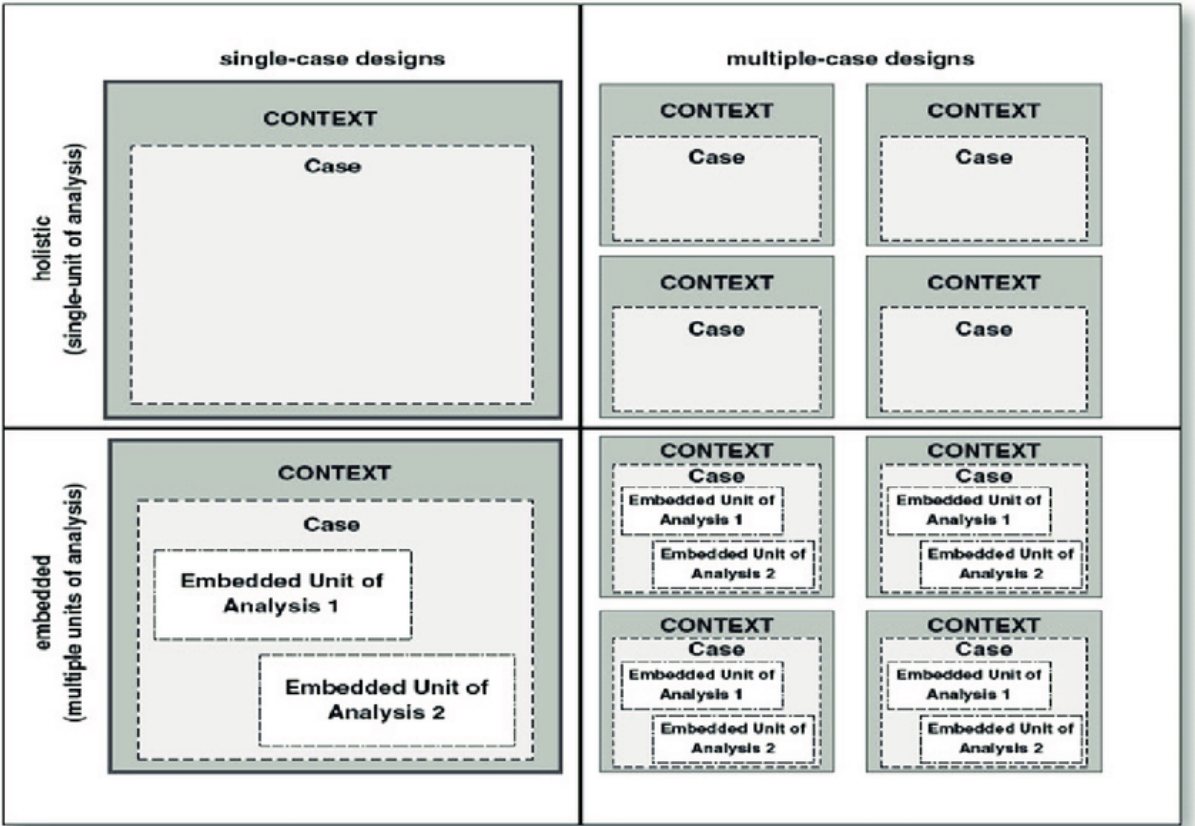 single-case designs
multiple-case designs
holistic
(single-unit of analysis)
CONTEXT
Case
CONTEXT
Case
CONTEXT
Case
CONTEXT
Case
CONTEXT
Case
embedded
(multiple units of analysis)
CONTEXT
Case
Embedded Unit of
Analysis 1
Embedded Unit of
Analysis 2
CONTEXT
Case
Embedded Unit of
Analysis 1
Embedded Unit of
Analysis 2
CONTEXT
Case
Embedded Unit of
Analysis 1
Embedded Unit of
Analysis 2
CONTEXT
Case
Embedded Unit of
Analysis 1
Embedded Unit of
Analysis 2
CONTEXT
Case
Embedded Unit of
Analysis 1
Embedded Unit of
Analysis 2